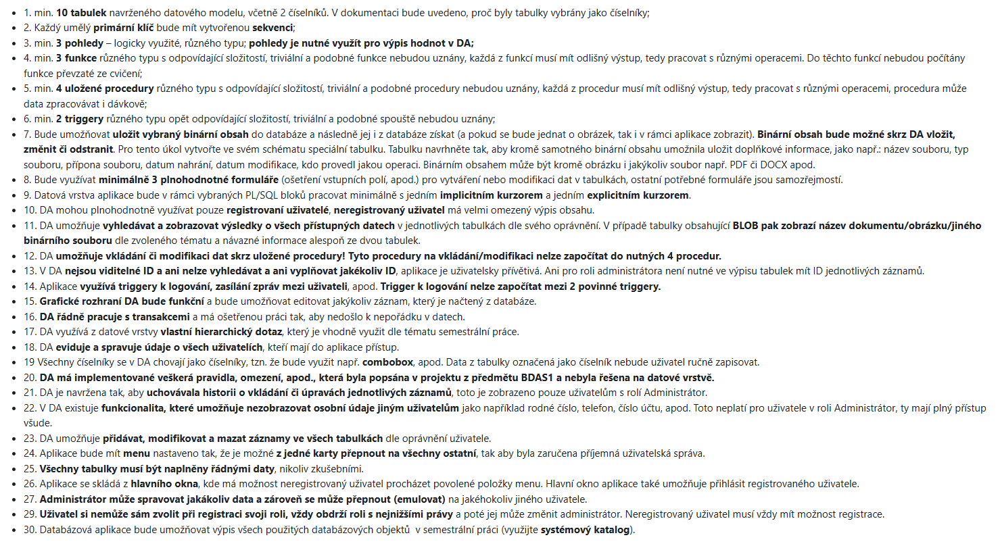 • 1. min. 10 tabulek navrženého datového modelu, včetně 2 číselníků. V dokumentaci bude uvedeno, proč byly tabulky vybrány jako číselníky;
• 2. Každý umělý primární klíč bude mít vytvořenou sekvenci;
• 3. min. 3 pohledy – logicky využité, různého typu; pohledy je nutné využít pro výpis hodnot v DA;
• 4. min. 3 funkce různého typu s odpovídající složitostí, triviální a podobné funkce nebudou uznány, každá z funkcí musí mít odlišný výstup, tedy pracovat s různými operacemi. Do těchto funkcí nebudou počítány
funkce převzaté ze cvičení;
• 5. min. 4 uložené procedury různého typu s odpovídající složitostí, triviální a podobné procedury nebudou uznány, každá z procedur musí mít odlišný výstup, tedy pracovat s různými operacemi, procedura může
data zpracovávat i dávkově;
• 6. min. 2 triggery různého typu opět odpovídající složitostí, triviální a podobné spouště nebudou uznány;
• 7. Bude umožňovat uložit vybraný binární obsah do databáze a následně jej i z databáze získat (a pokud se bude jednat o obrázek, tak i v rámci aplikace zobrazit). Binární obsah bude možné skrz DA vložit,
změnit či odstranit. Pro tento úkol vytvořte ve svém schématu speciální tabulku. Tabulku navrhněte tak, aby kromě samotného binární obsahu umožnila uložit doplňkové informace, jako např.: název souboru, typ
souboru, přípona souboru, datum nahrání, datum modifikace, kdo provedl jakou operaci. Binárním obsahem může být kromě obrázku i jakýkoliv soubor např. PDF či DOCX apod.
• 8. Bude využívat minimálně 3 plnohodnotné formuláře (ošetření vstupních polí, apod.) pro vytváření nebo modifikaci dat v tabulkách, ostatní potřebné formuláře jsou samozřejmostí.
• 9. Datová vrstva aplikace bude v rámci vybraných PL/SQL bloků pracovat minimálně s jedním implicitním kurzorem a jedním explicitním kurzorem.
• 10. DA mohou plnohodnotně využívat pouze registrovaní uživatelé, neregistrovaný uživatel má velmi omezený výpis obsahu.
• 11. DA umožňuje vyhledávat a zobrazovat výsledky o všech přístupných datech v jednotlivých tabulkách dle svého oprávnění. V případě tabulky obsahující BLOB pak zobrazí název dokumentu/obrázku/jiného
binárního souboru dle zvoleného tématu a návazné informace alespoň ze dvou tabulek.
• 12. DA umožňuje vkládání či modifikaci dat skrz uložené procedury! Tyto procedury na vkládání/modifikaci nelze započítat do nutných 4 procedur.
• 13. V DA nejsou viditelné ID a ani nelze vyhledávat a ani vyplňovat jakékoliv ID, aplikace je uživatelsky přívětivá. Ani pro roli administrátora není nutné ve výpisu tabulek mít ID jednotlivých záznamů.
• 14. Aplikace využívá triggery k logování, zasílání zpráv mezi uživateli, apod. Trigger k logování nelze započítat mezi 2 povinné triggery.
• 15. Grafické rozhraní DA bude funkční a bude umožňovat editovat jakýkoliv záznam, který je načtený z databáze.
• 16. DA řádně pracuje s transakcemi a má ošetřenou práci tak, aby nedošlo k nepořádku v datech.
• 17. DA využívá z datové vrstvy vlastní hierarchický dotaz, který je vhodně využit dle tématu semestrální práce.
• 18. DA eviduje a spravuje údaje o všech uživatelích, kteří mají do aplikace přístup.
• 19 Všechny číselníky se v DA chovají jako číselníky, tzn. že bude využit např. combobox, apod. Data z tabulky označená jako číselník nebude uživatel ručně zapisovat.
• 20. DA má implementované veškerá pravidla, omezení, apod., která byla popsána v projektu z předmětu BDAS1 a nebyla řešena na datové vrstvě.
• 21. DA je navržena tak, aby uchovávala historii o vkládání či úpravách jednotlivých záznamů, toto je zobrazeno pouze uživatelům s rolí Administrátor.
• 22. V DA existuje funkcionalita, které umožňuje nezobrazovat osobní údaje jiným uživatelům jako například rodné číslo, telefon, číslo účtu, apod. Toto neplatí pro uživatele v roli Administrátor, ty mají plný přístup
všude.
• 23. DA umožňuje přidávat, modifikovat a mazat záznamy ve všech tabulkách dle oprávnění uživatele.
• 24. Aplikace bude mít menu nastaveno tak, že je možné z jedné karty přepnout na všechny ostatní, tak aby byla zaručena příjemná uživatelská správa.
• 25. Všechny tabulky musí být naplněny řádnými daty, nikoliv zkušebními.
• 26. Aplikace se skládá z hlavního okna, kde má možnost neregistrovaný uživatel procházet povolené položky menu. Hlavní okno aplikace také umožňuje přihlásit registrovaného uživatele.
• 27. Administrátor může spravovat jakákoliv data a zároveň se může přepnout (emulovat) na jakéhokoliv jiného uživatele.
• 29. Uživatel si nemůže sám zvolit při registraci svoji roli, vždy obdrží roli s nejnižšími právy a poté jej může změnit administrátor. Neregistrovaný uživatel musí vždy mít možnost registrace.
• 30. Databázová aplikace bude umožňovat výpis všech použitých databázových objektů v semestrální práci (využijte systémový katalog).